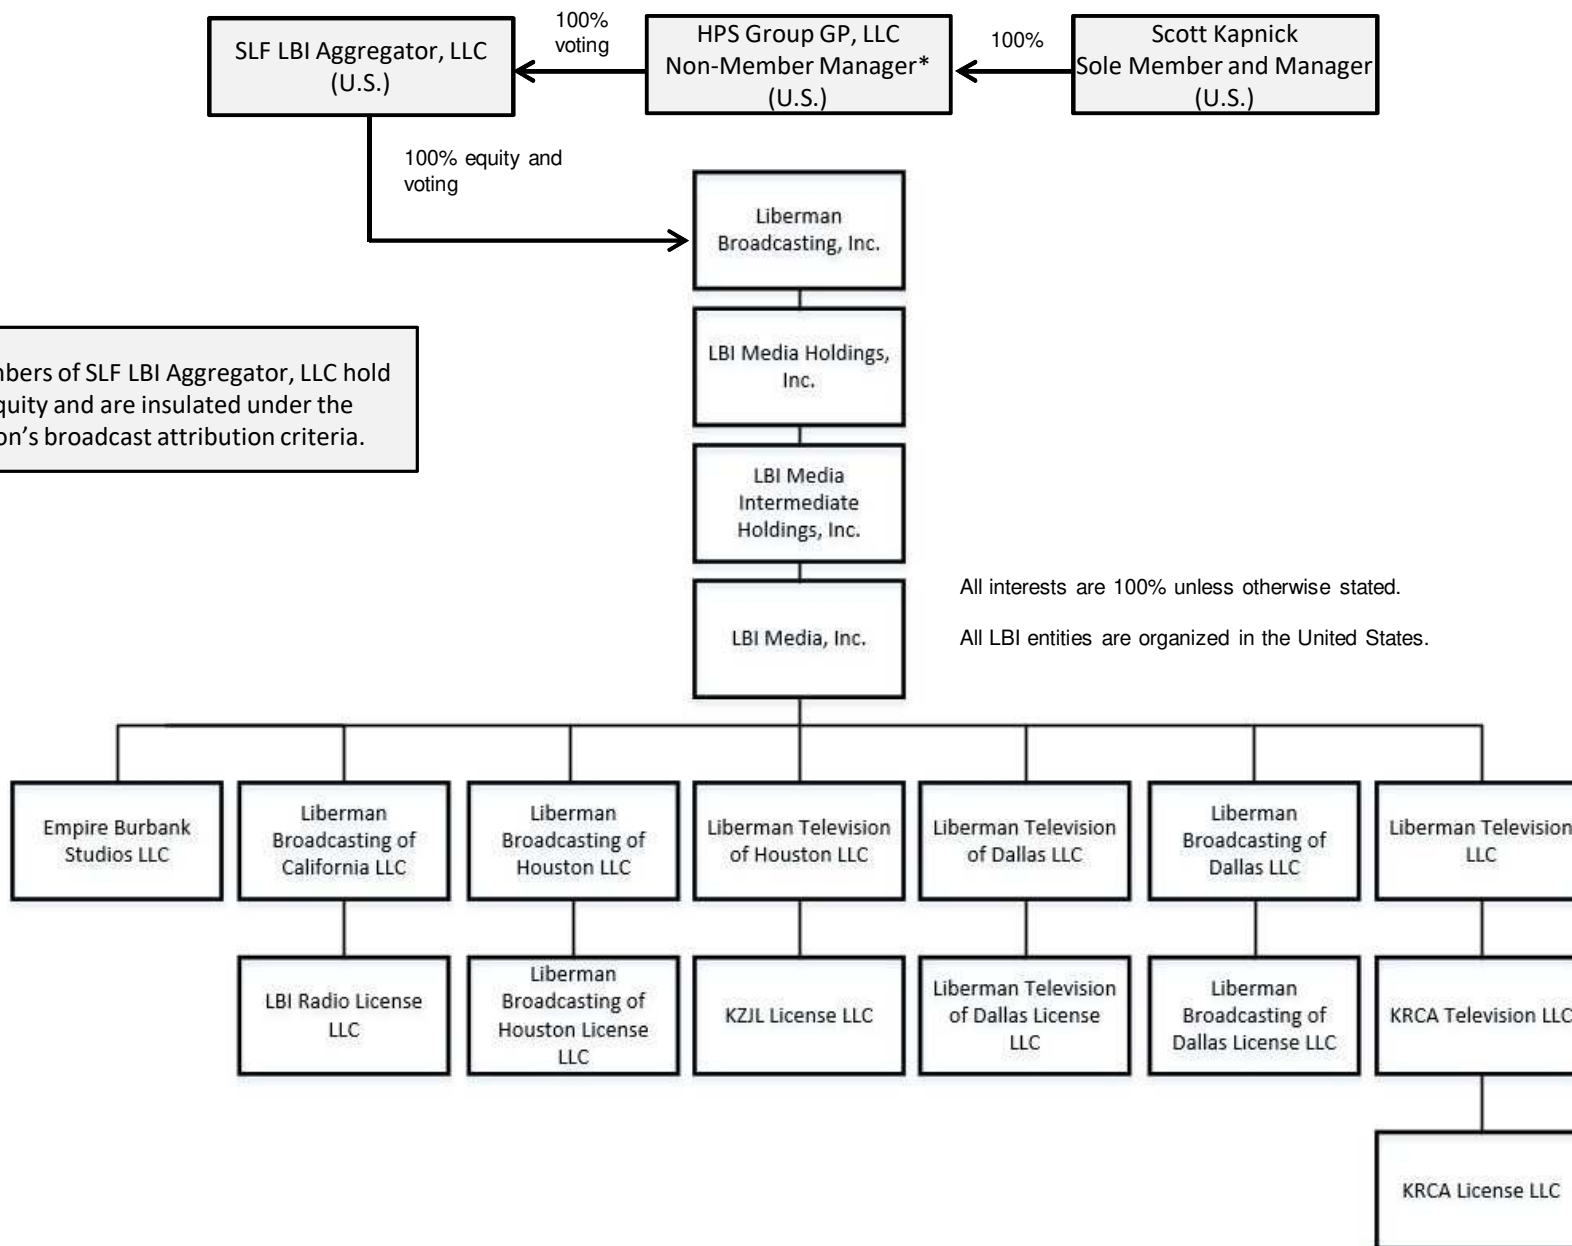 SLF LBI Aggregator, LLC
(U.S.)
100%
voting
HPS Group GP, LLC
Non-Member Manager*
(U.S.)
100%
Scott Kapnick
Sole Member and Manager
(U.S.)
100% equity and
voting
Liberman
Broadcasting, Inc.
of SLF LBI Aggregator, LLC hold
and are insulated under the
broadcast attribution criteria.
LBI Media Holdings,
Inc.
LBI Media
Intermediate
Holdings, Inc.
LBI Media, Inc.
All interests are 100% unless otherwise stated.
All LBI entities are organized in the United States.
Empire Burbank
Studios LLC
Liberman
Broadcasting of
California LLC
Liberman
Broadcasting of
Houston LLC
Liberman Television
of Houston LLC
Liberman Television
of Dallas LLC
Liberman
Broadcasting of
Dallas LLC
Liberman Television
LLC
LBI Radio License
LLC
Liberman
Broadcasting of
Houston License
LLC
KZJL License LLC
Liberman Television
of Dallas License
LLC
Liberman
Broadcasting of
Dallas License LLC
KRCA Television LLC
KRCA License LLC